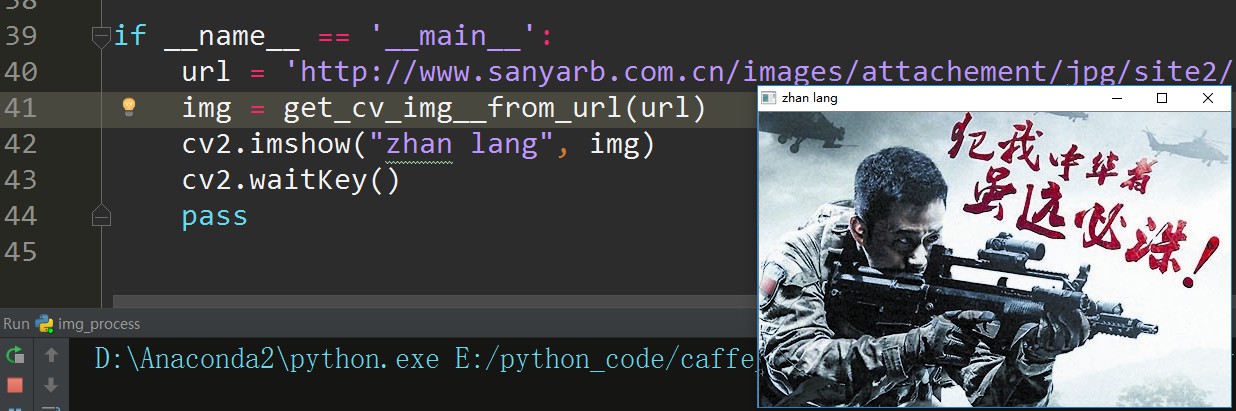 38
39 if __name__ == '__main__':
40 url = 'http://www.sanyarb.com.cn/images/attachement/jpg/site2/
41 img = get_cv_img__from_url(url)
42 cv2.imshow("zhan lang", img)
43 cv2.waitKey()
44 pass
45
zhan lang
犯我中华者
虽远必诛!
Run img_process
D:\Anaconda2\python.exe E:/python_code/caffe